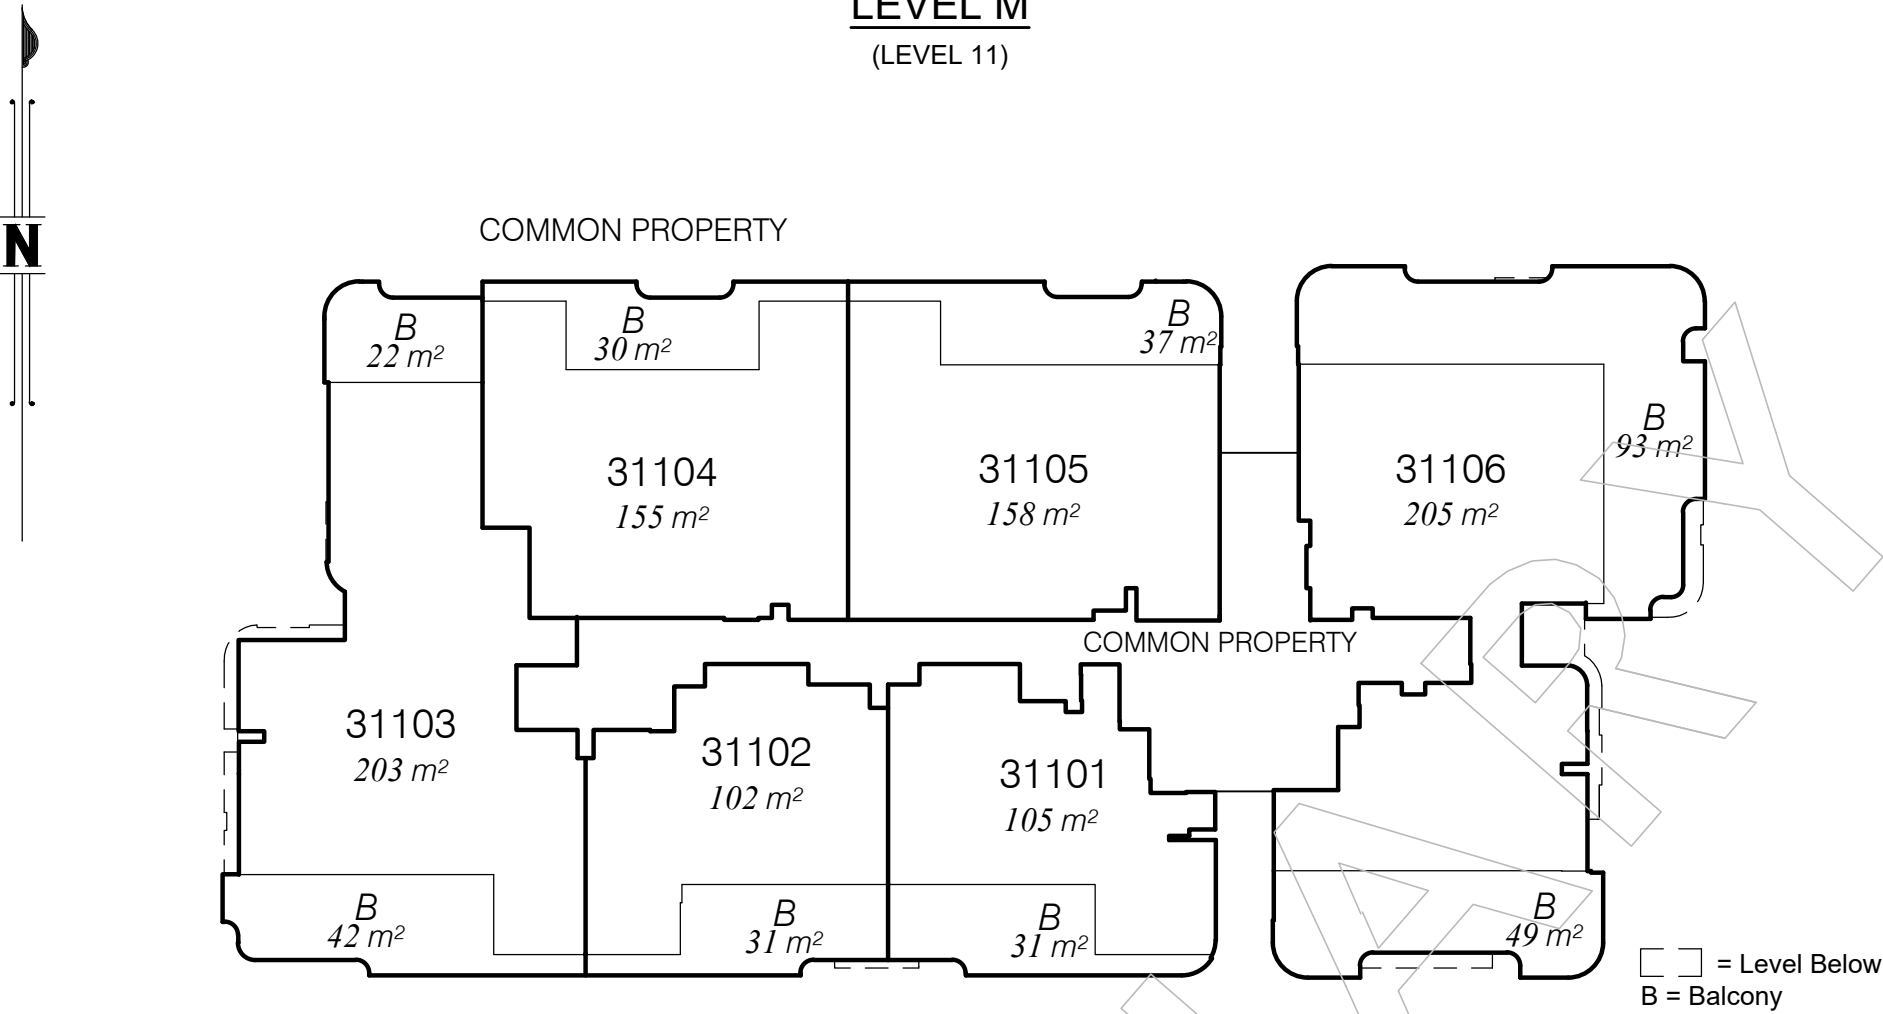 LEVEL M
(LEVEL 11)
N
COMMON PROPERTY
B
22 m²
B
30 m²
B
37 m²
B
93 m²
31104
155 m²
31105
158 m²
31106
205 m²
COMMON PROPERTY
31103
203 m²
31102
102 m²
31101
105 m²
B
42 m²
B
31 m²
B
31 m²
B
49 m²
= Level Below
B = Balcony